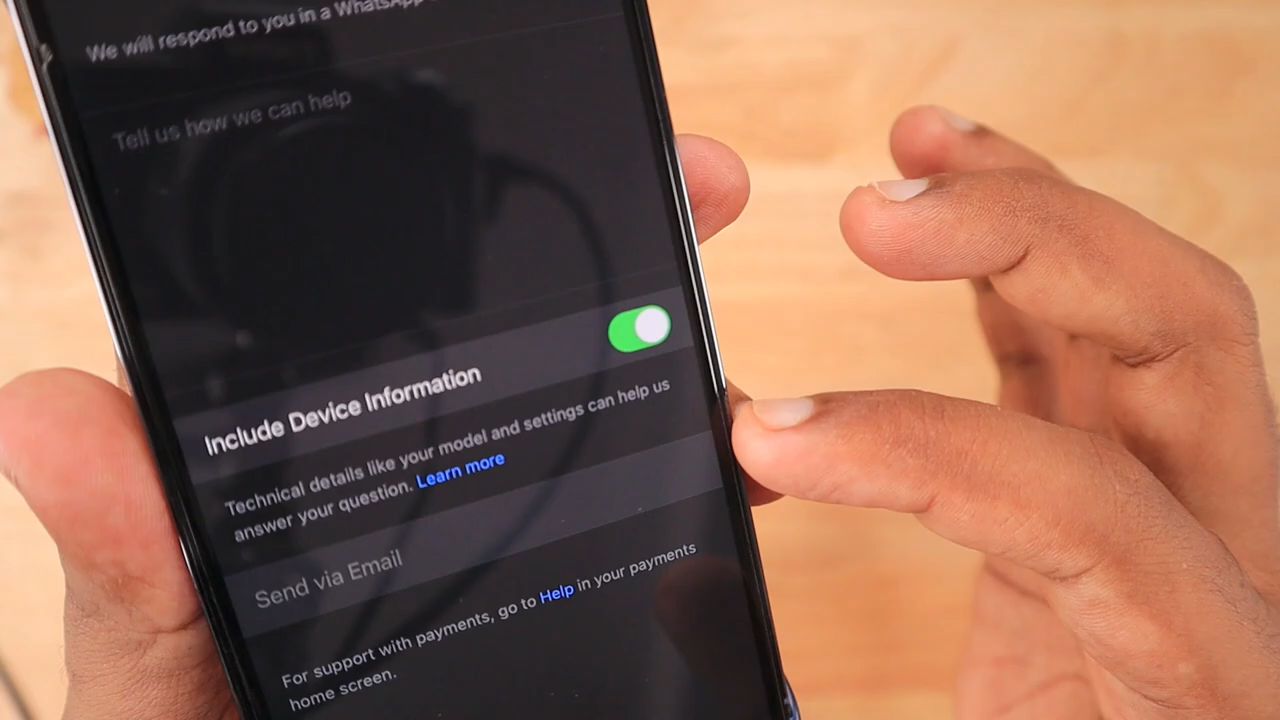 We will respond to you in a WhatsApp
Tell us how we can help
Include Device Information
Technical details like your model and settings can help us
answer your question. Learn more
Send via Email
For support with payments, go to Help in your payments
home screen.